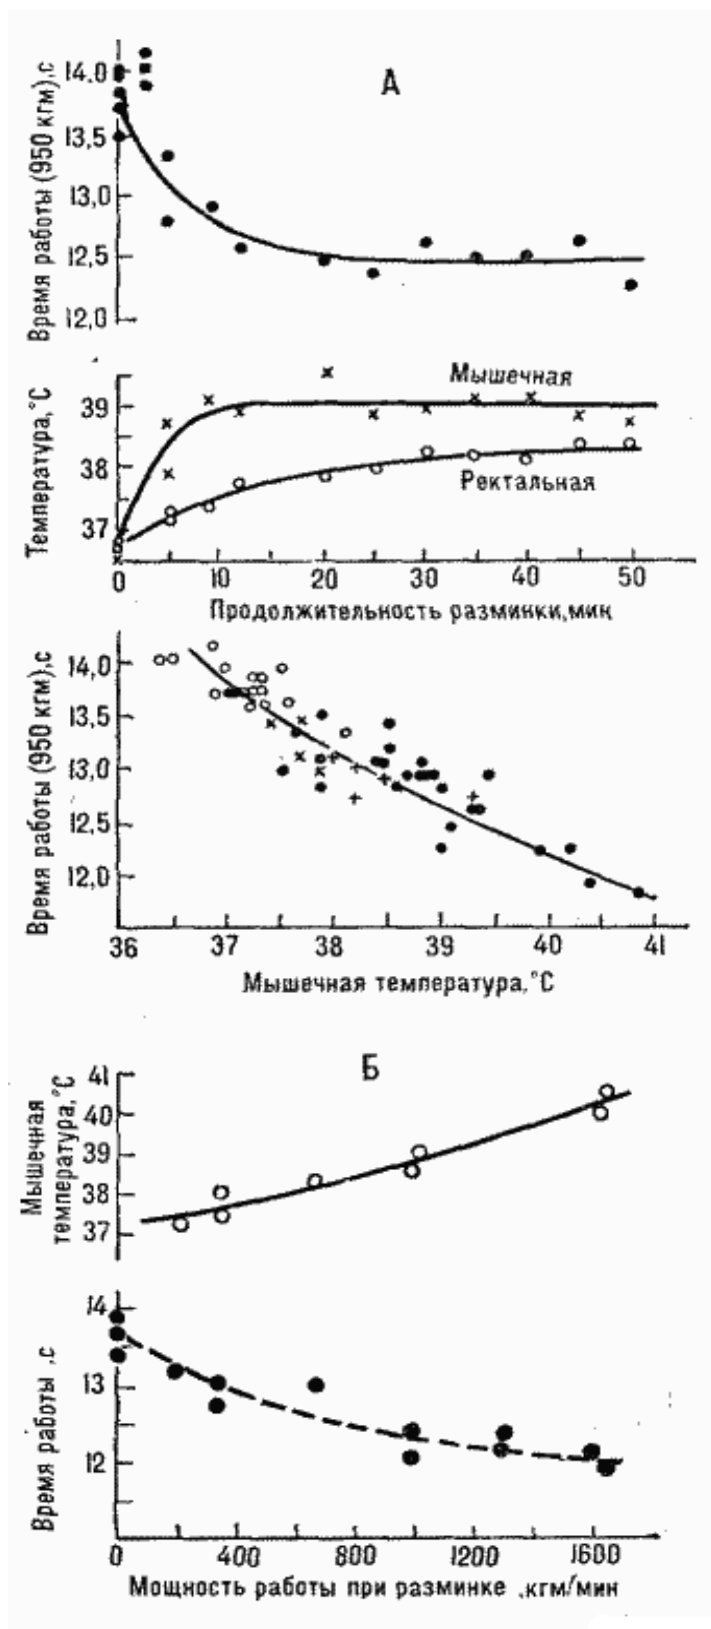 А
Время работы (950 кгм),с
14.0
13,5
13,0
12,5
12,0
Температура,°С
39
38
37
Мышечная
Ректальная
0 10 20 30 40 50
Продолжительность разминки,мин
Время работы (950 кгм),с
14,0
13,5
13,0
12,5
12,0
36 37 38 39 40 41
Мышечная температура,°С
Б
Мышечная
температура,°С
41
40
39
38
37
Время работы ,с
14
13
12
0 400 800 1200 1600
Мощность работы при разминке ,кгм/мин